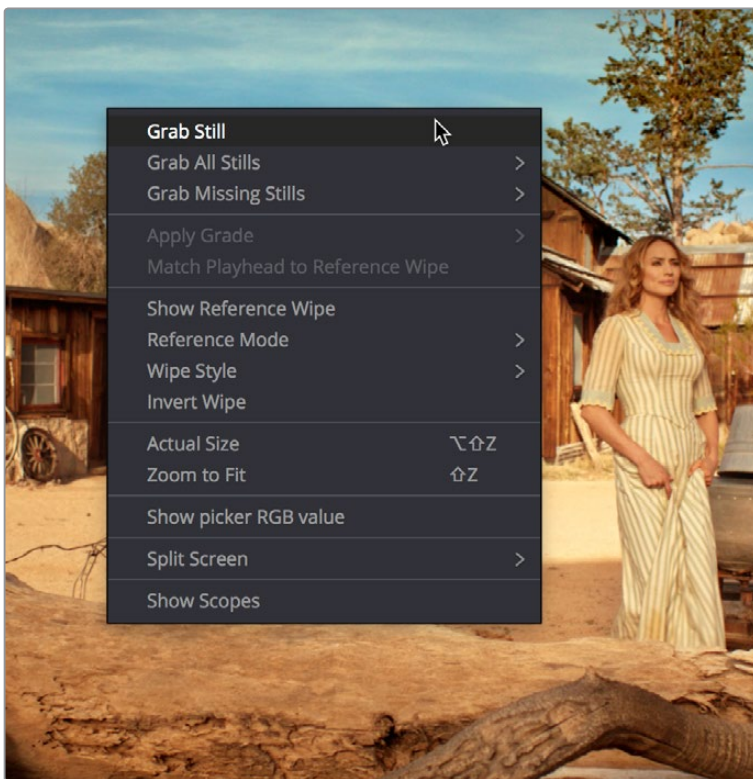 Grab Still
Grab All Stills
Grab Missing Stills
Apply Grade
Match Playhead to Reference Wipe
Show Reference Wipe
Reference Mode
Wipe Style
Invert Wipe
Actual Size ⌥⇧Z
Zoom to Fit ⇧Z
Show picker RGB value
Split Screen
Show Scopes